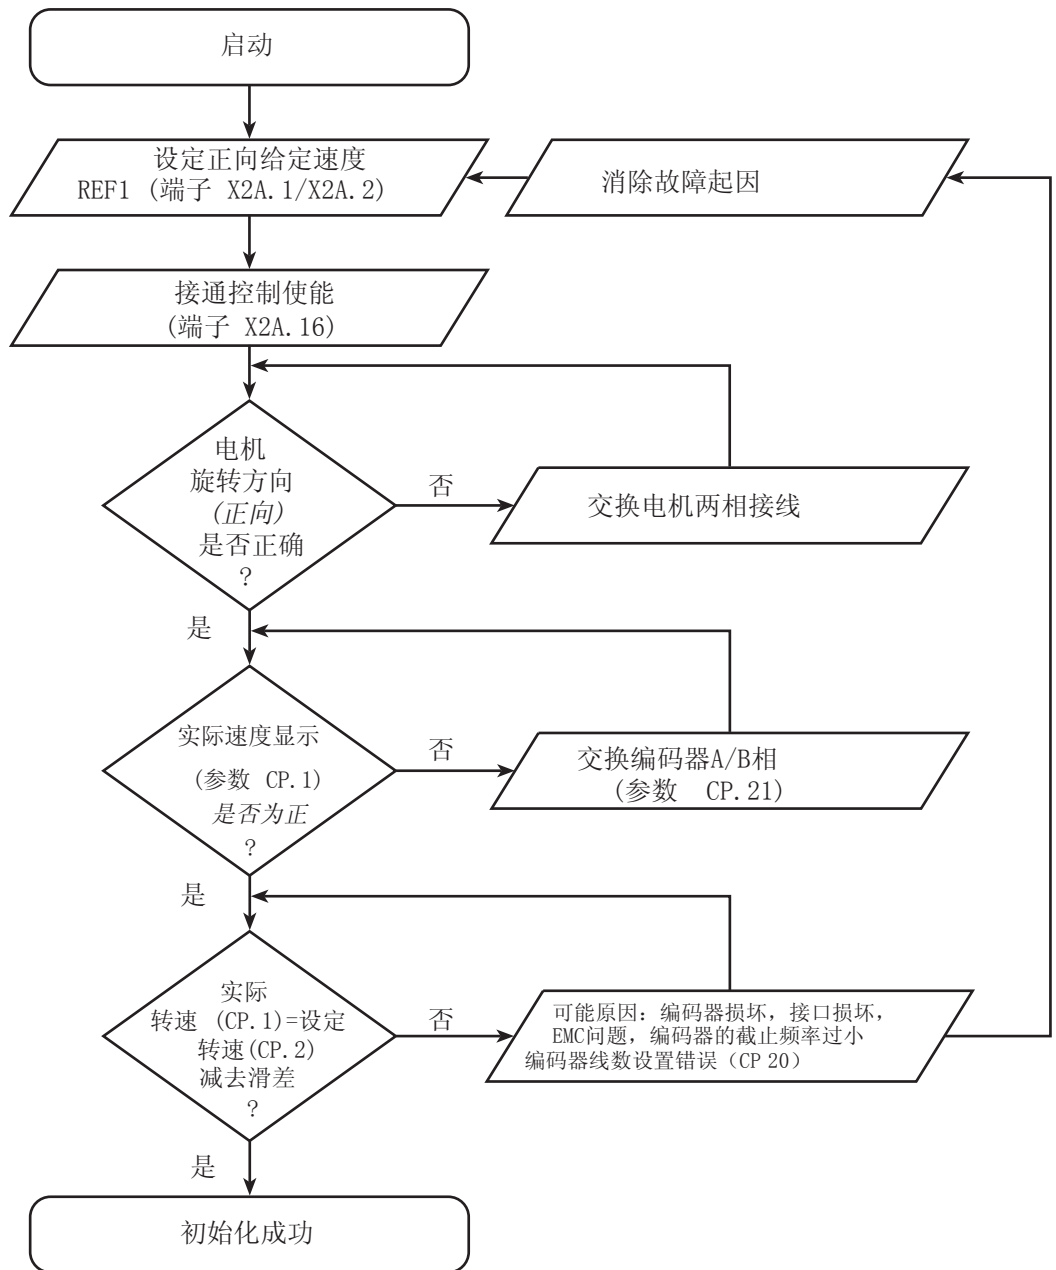 启动
设定正向给定速度
REF1 (端子 X2A.1/X2A.2)
消除故障起因
接通控制使能
(端子 X2A.16)
电机
旋转方向
(正向)
是否正确
?
否
交换电机两相接线
是
实际速度显示
(参数 CP.1)
是否为正
?
否
交换编码器A/B相
(参数 CP.21)
是
实际
转速 (CP.1)=设定
转速(CP.2)
减去滑差
?
否
可能原因：编码器损坏，接口损坏，
EMC问题，编码器的截止频率过小
编码器线数设置错误（CP 20）
是
初始化成功